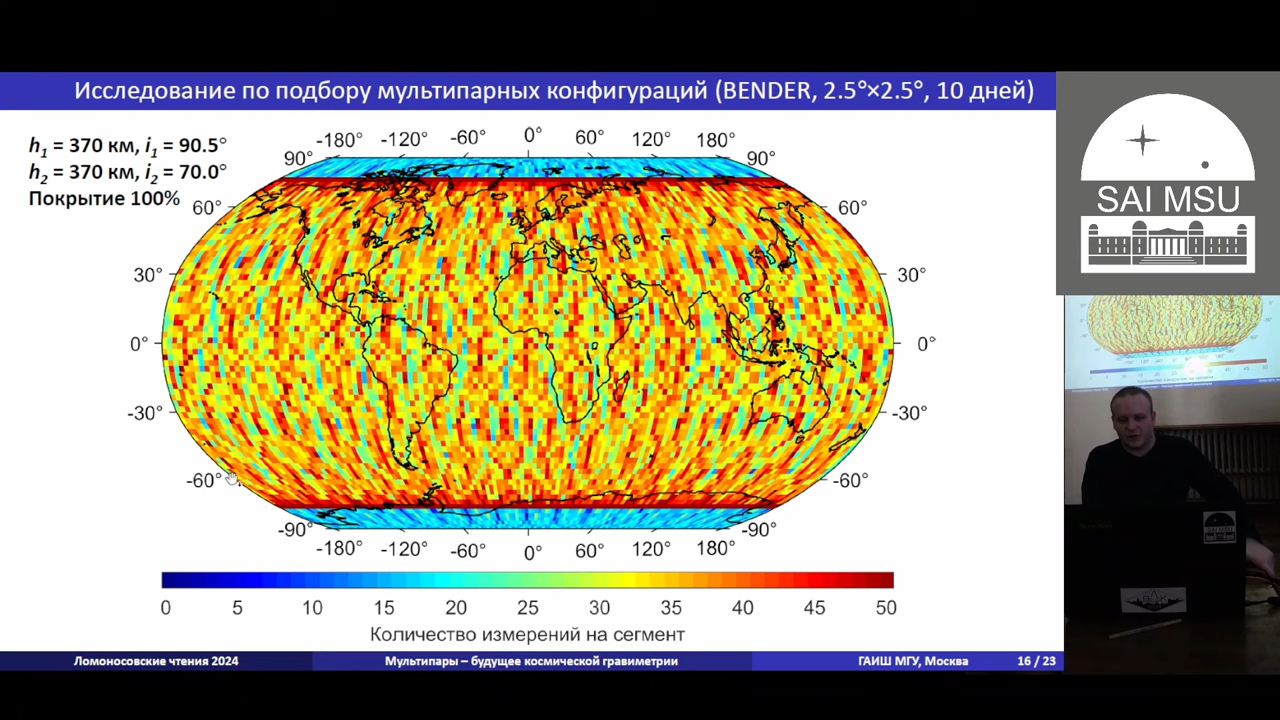 Исследование по подбору мультипарных конфигураций (BENDER, 2.5°×2.5°, 10 дней)
h₁ = 370 км, i₁ = 90.5°
h₂ = 370 км, i₂ = 70.0°
Покрытие 100%
-180° -120° -60° 0° 60° 120° 180°
90° 90°
60° 60°
30° 30°
0° 0°
-30° -30°
-60° -60°
-90° -90°
-180° -120° -60° 0° 60° 120° 180°
0 5 10 15 20 25 30 35 40 45 50
Количество измерений на сегмент
Ломоносовские чтения 2024 Мультипары – будущее космической гравиметрии ГАИШ МГУ, Москва 16 / 23
SAI MSU
SAI MSU